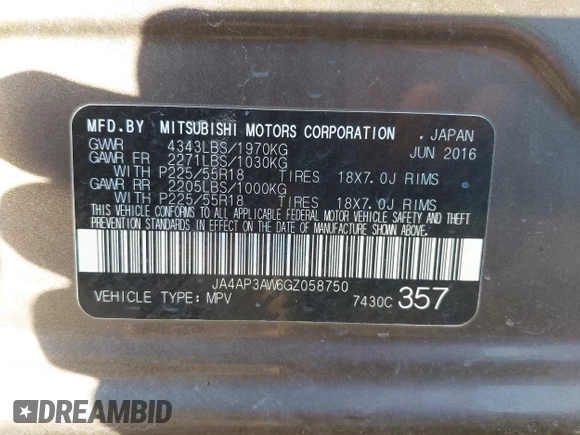 MFD.BY MITSUBISHI MOTORS CORPORATION . JAPAN
GVWR 4343LBS/1970KG JUN 2016
GAWR FR 2271LBS/1030KG
WITH P225/55R18 TIRES 18X7.0J RIMS
GAWR RR 2205LBS/1000KG
WITH P225/55R18 TIRES 18X7.0J RIMS
THIS VEHICLE CONFORMS TO ALL APPLICABLE FEDERAL MOTOR VEHICLE SAFETY AND THEFT
PREVENTION STANDARDS IN EFFECT ON THE DATE OF MANUFACTURE SHOWN ABOVE.
JA4AP3AW6GZ058750
VEHICLE TYPE: MPV 7430C 357
DREAMBID